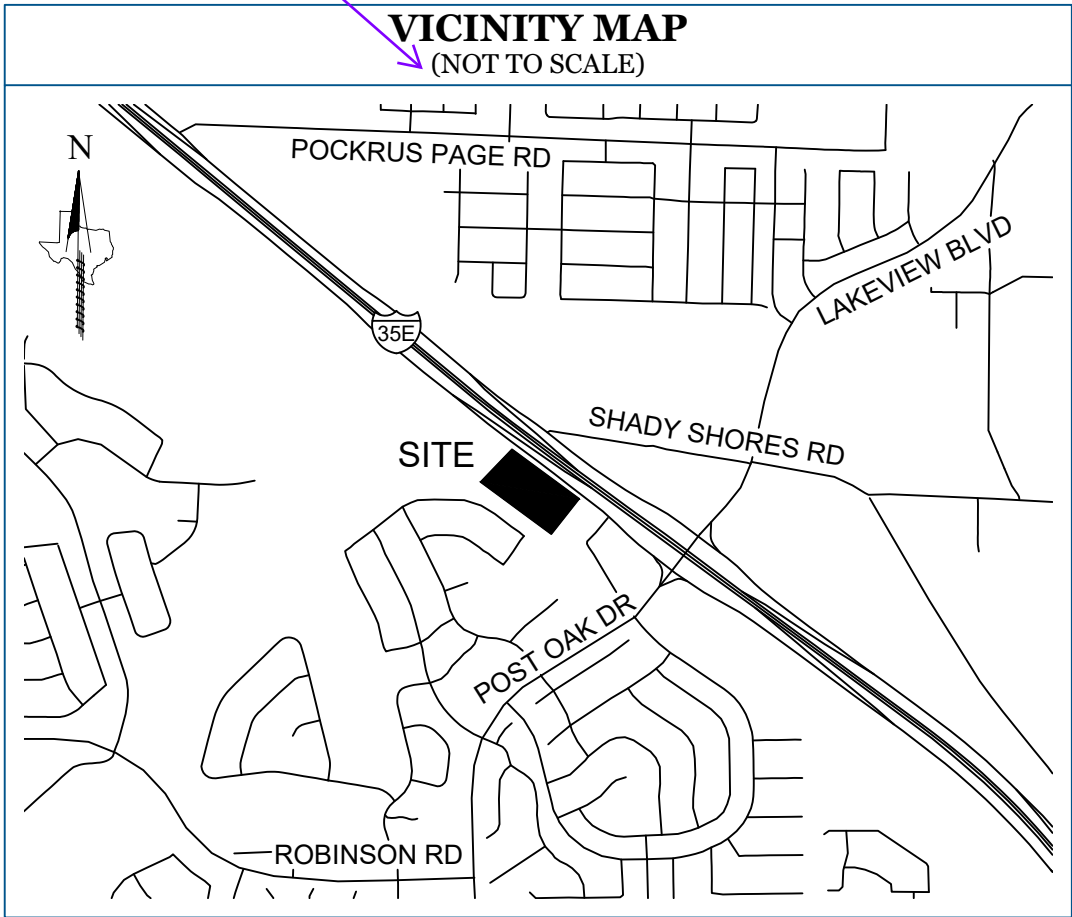 VICINITY MAP
(NOT TO SCALE)
N
POCKRUS PAGE RD
LAKEVIEW BLVD
35E
SHADY SHORES RD
SITE
POST OAK DR
ROBINSON RD